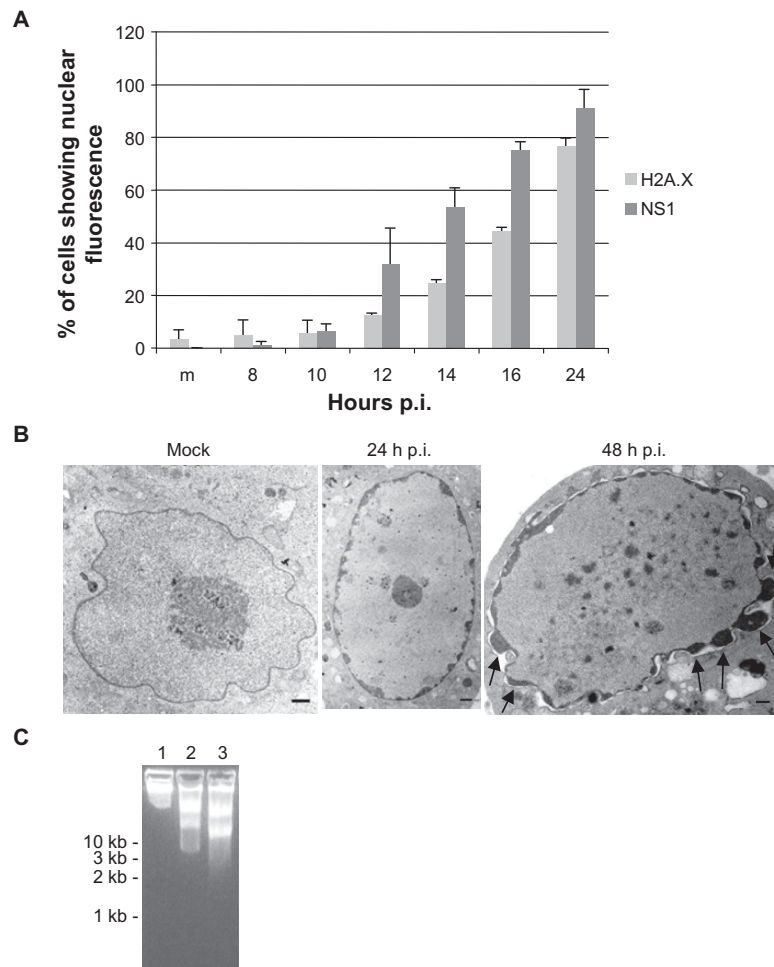 A
% of cells showing nuclear
fluorescence
120
100
80
60
40
20
0
m 8 10 12 14 16 24
Hours p.i.
H2A.X
NS1
B
Mock 24 h p.i. 48 h p.i.
C
1 2 3
10 kb -
3 kb -
2 kb -
1 kb -